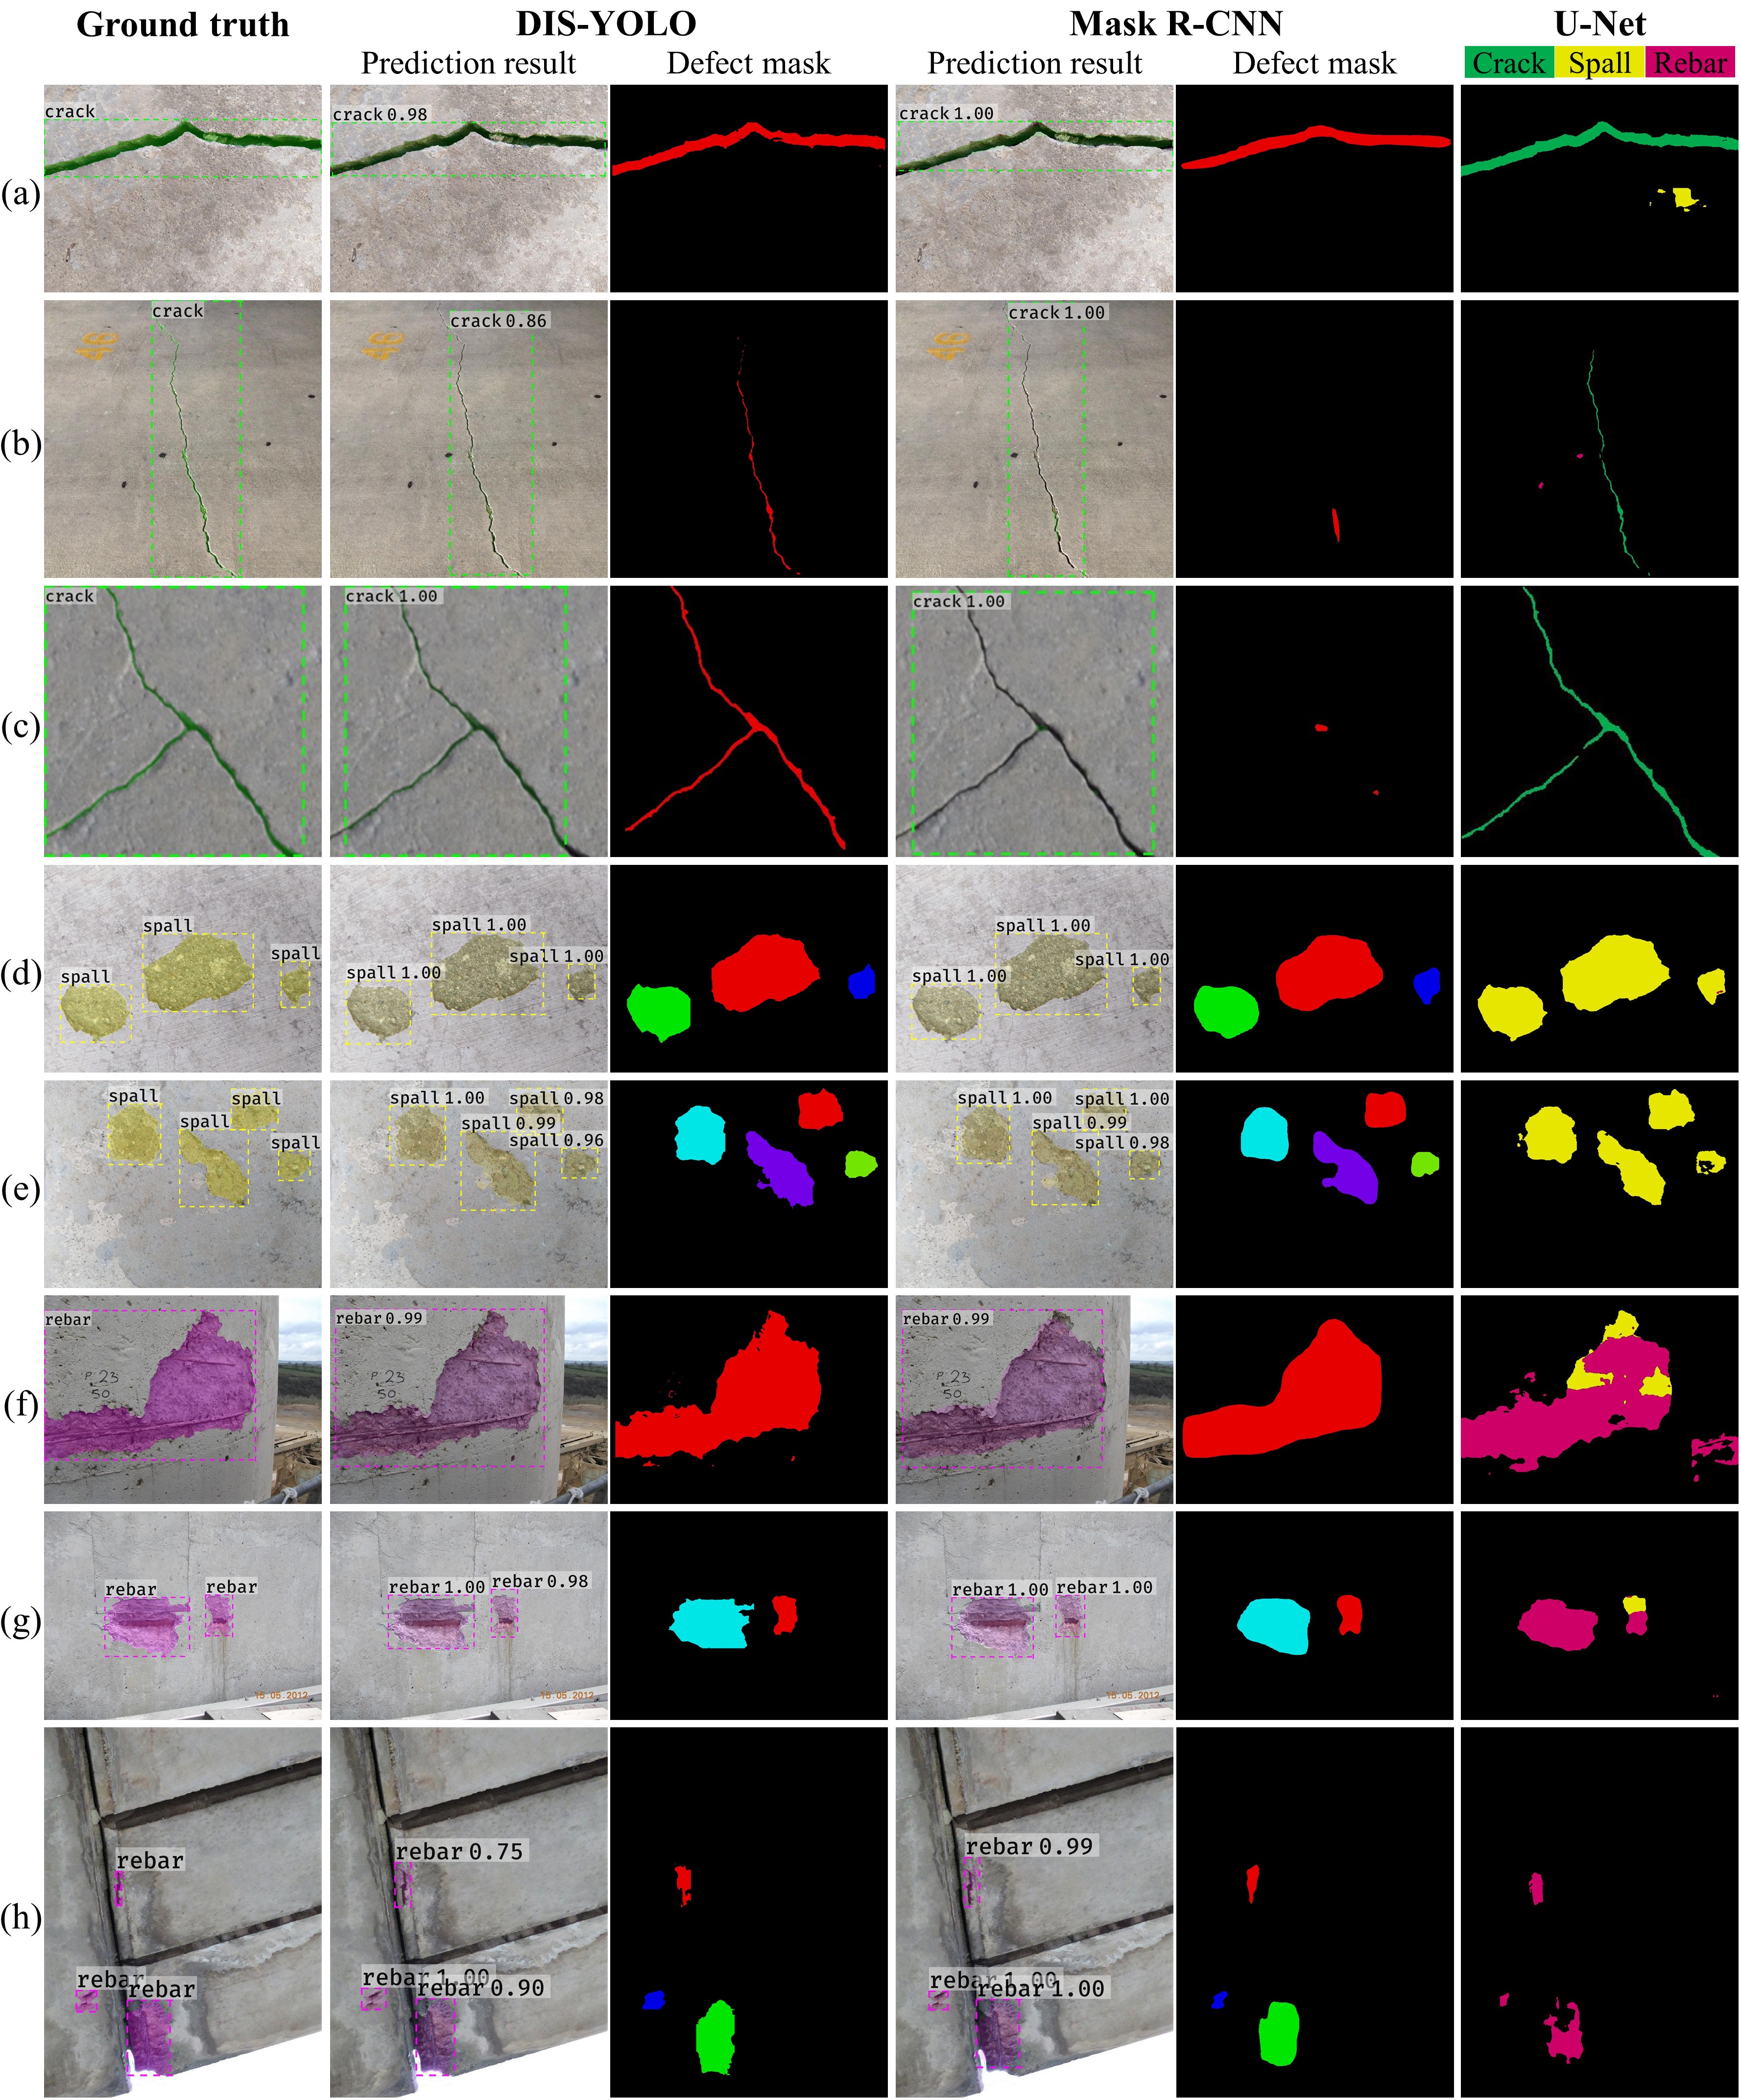 Ground truth DIS-YOLO Mask R-CNN U-Net
Prediction result Defect mask Prediction result Defect mask Crack Spall Rebar
(a)
crack
crack 0.98
crack 1.00
(b)
crack
crack 0.86
crack 1.00
(c)
crack
crack 1.00
crack 1.00
(d)
spall
spall
spall
spall 1.00
spall 1.00
spall 1.00
spall 1.00
spall 1.00
spall 1.00
(e)
spall
spall
spall
spall
spall 1.00
spall 0.98
spall 0.99
spall 0.96
spall 1.00
spall 1.00
spall 0.99
spall 0.98
(f)
rebar
P 23
50
rebar 0.99
P 23
50
rebar 0.99
P 23
50
(g)
rebar
rebar
15.05.2012
rebar 1.00
rebar 0.98
15.05.2012
rebar 1.00
rebar 1.00
15.05.2012
(h)
rebar
rebar
rebar
rebar 0.75
rebar 1.00
rebar 0.90
rebar 0.99
rebar 1.00
rebar 1.00